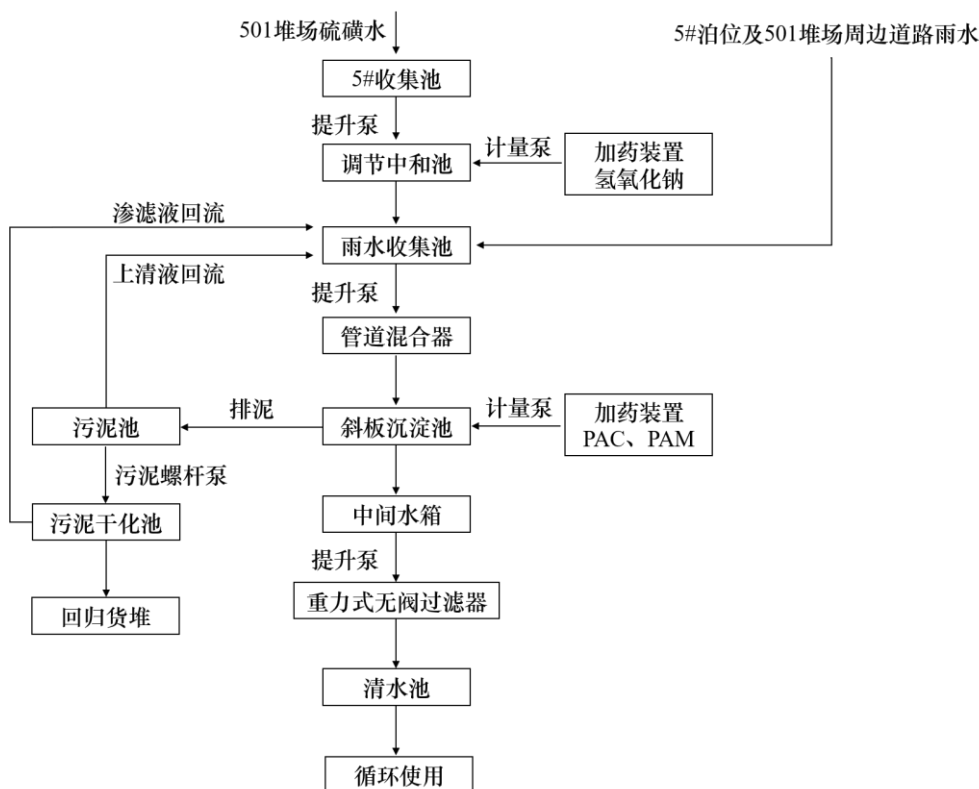 501堆场硫磺水
5#泊位及501堆场周边道路雨水
5#收集池
提升泵
计量泵
调节中和池
加药装置
氢氧化钠
渗滤液回流
雨水收集池
上清液回流
提升泵
管道混合器
排泥
计量泵
污泥池
斜板沉淀池
加药装置
PAC、PAM
污泥螺杆泵
中间水箱
污泥干化池
提升泵
回归货堆
重力式无阀过滤器
清水池
循环使用